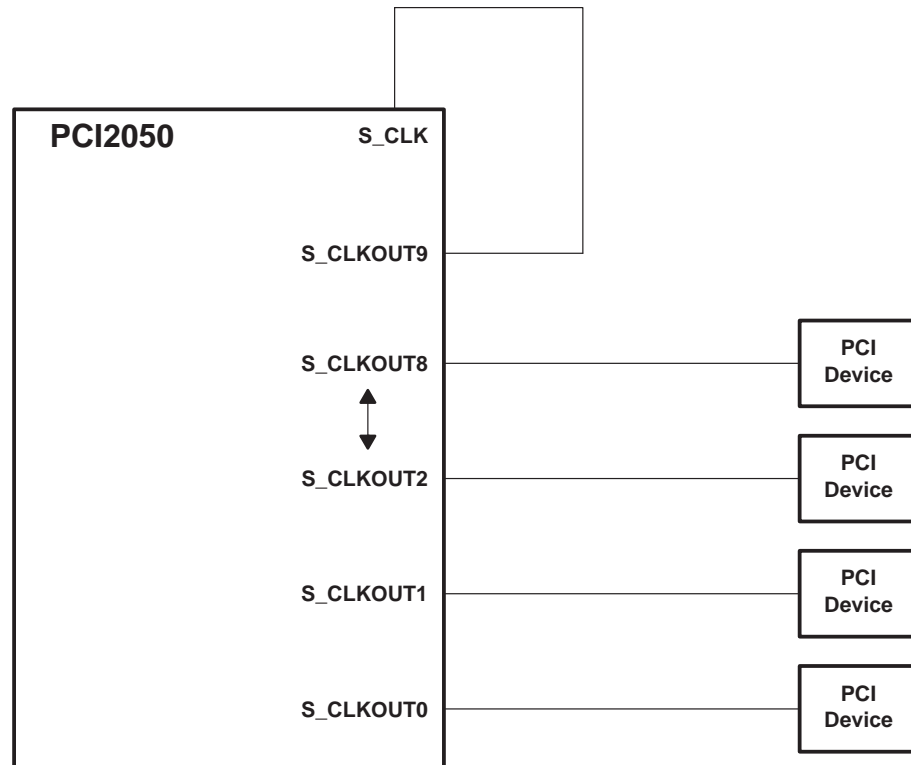 PCI2050
S_CLK
S_CLKOUT9
S_CLKOUT8
PCI
Device
S_CLKOUT2
PCI
Device
S_CLKOUT1
PCI
Device
S_CLKOUT0
PCI
Device